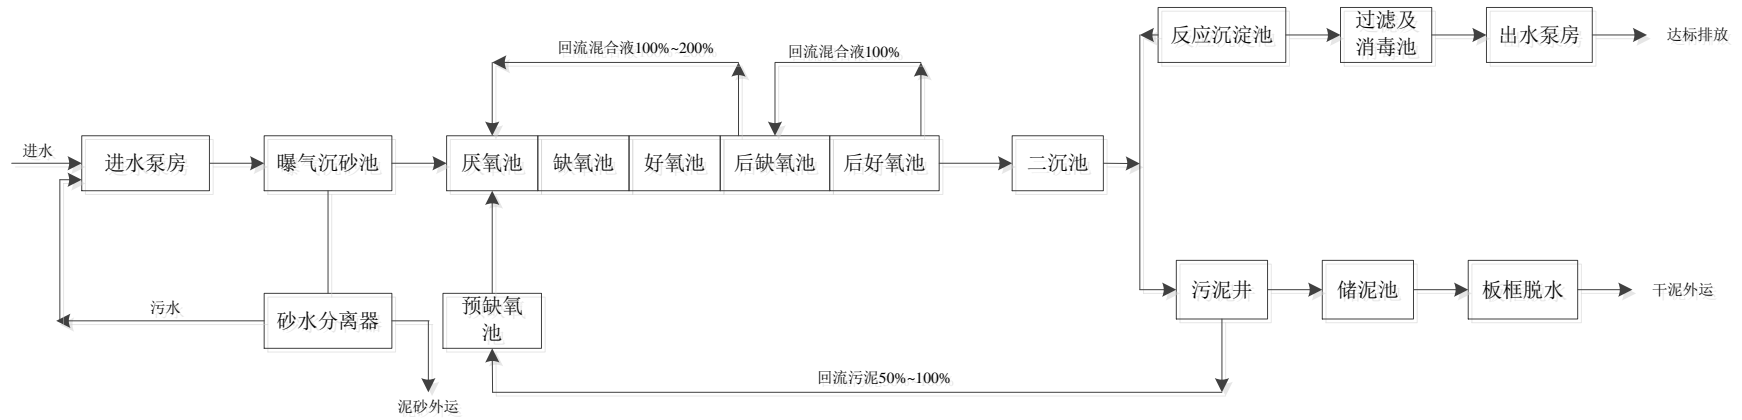 反应沉淀池
过滤及
消毒池
出水泵房
达标排放
回流混合液100%~200%
回流混合液100%
进水
进水泵房
曝气沉砂池
厌氧池
缺氧池
好氧池
后缺氧池
后好氧池
二沉池
污泥井
储泥池
板框脱水
干泥外运
污水
砂水分离器
预缺氧
池
回流污泥50%~100%
泥砂外运